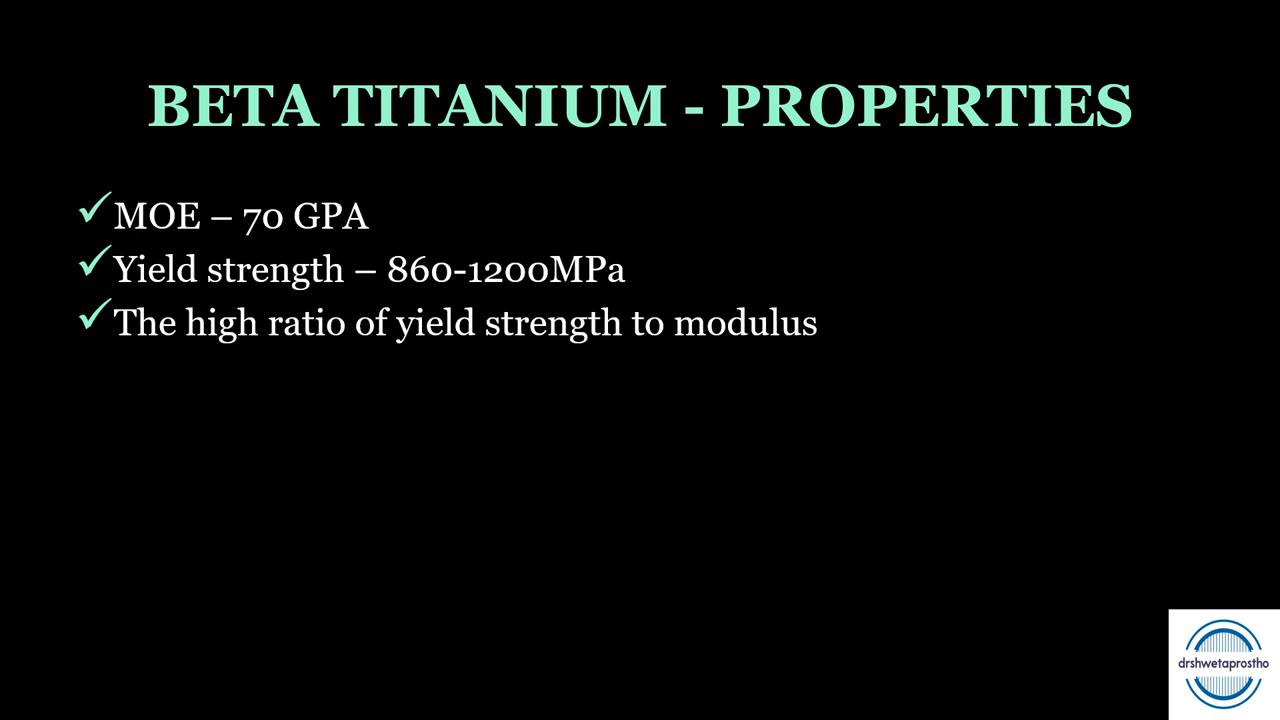 BETA TITANIUM - PROPERTIES
✓MOE – 70 GPA
✓Yield strength – 860-1200MPa
✓The high ratio of yield strength to modulus
drshwetaprostho